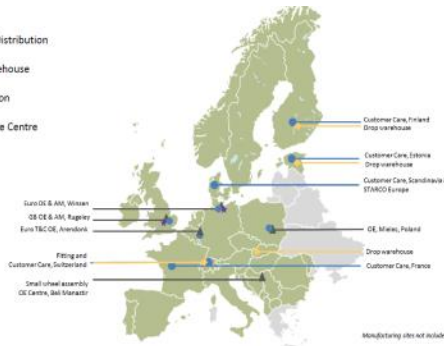 istribution
ehouse
on
e Centre
Customer Care, Finland
Drop warehouse
Customer Care, Estonia
Drop warehouse
Customer Care, Scandinavia
STARCO Europe
Euro OE & AM, Winsen
GB OE & AM, Rugeley
Euro T&C OE, Arendonk
OE, Mielec, Poland
Drop warehouse
Fitting and
Customer Care, Switzerland
Customer Care, France
Small wheel assembly
OE Centre, Beli Manastir
Manufacturing sites not include